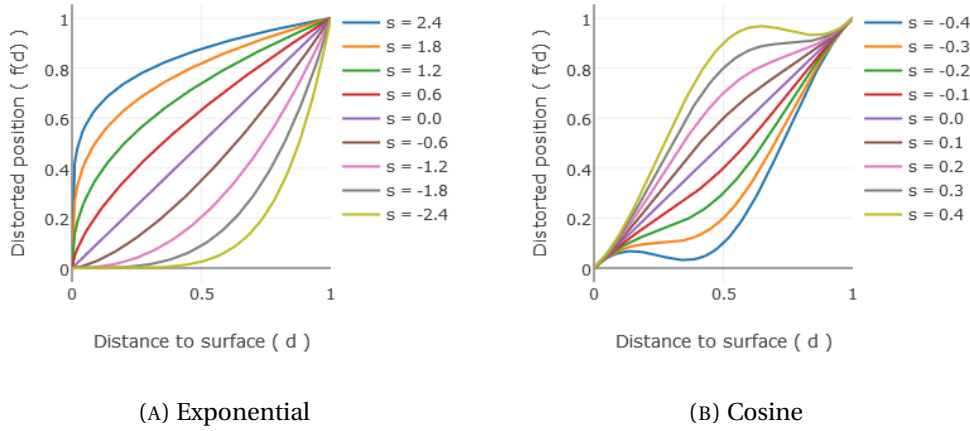 Distorted position ( f(d) )
1
0.8
0.6
0.4
0.2
0
0
0.5
1
Distance to surface ( d )
s = 2.4
s = 1.8
s = 1.2
s = 0.6
s = 0.0
s = -0.6
s = -1.2
s = -1.8
s = -2.4
(A) Exponential
Distorted position ( f(d) )
1
0.8
0.6
0.4
0.2
0
0
0.5
1
Distance to surface ( d )
s = -0.4
s = -0.3
s = -0.2
s = -0.1
s = 0.0
s = 0.1
s = 0.2
s = 0.3
s = 0.4
(B) Cosine